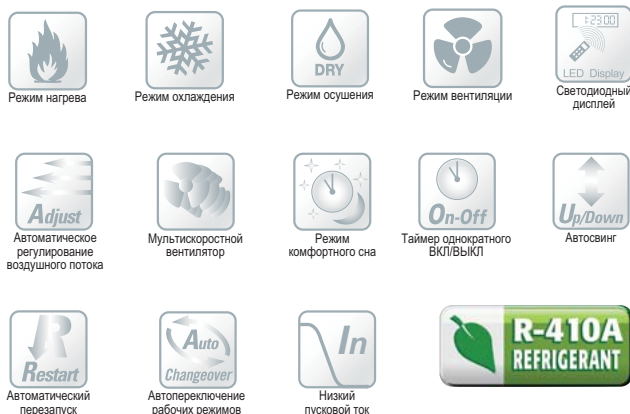 1:23:00
DRY
LED Display
Режим нагрева
Режим охлаждения
Режим осушения
Режим вентиляции
Светодиодный
дисплей
Adjust
On-Off
Up/Down
Автоматическое
регулирование
воздушного потока
Мультискоростной
вентилятор
Режим
комфортного сна
Таймер однократного
ВКЛ/ВЫКЛ
Автосвинг
R
Restart
Auto
Changeover
In
R-410A
REFRIGERANT
Автоматический
перезапуск
Автопереключение
рабочих режимов
Низкий
пусковой ток